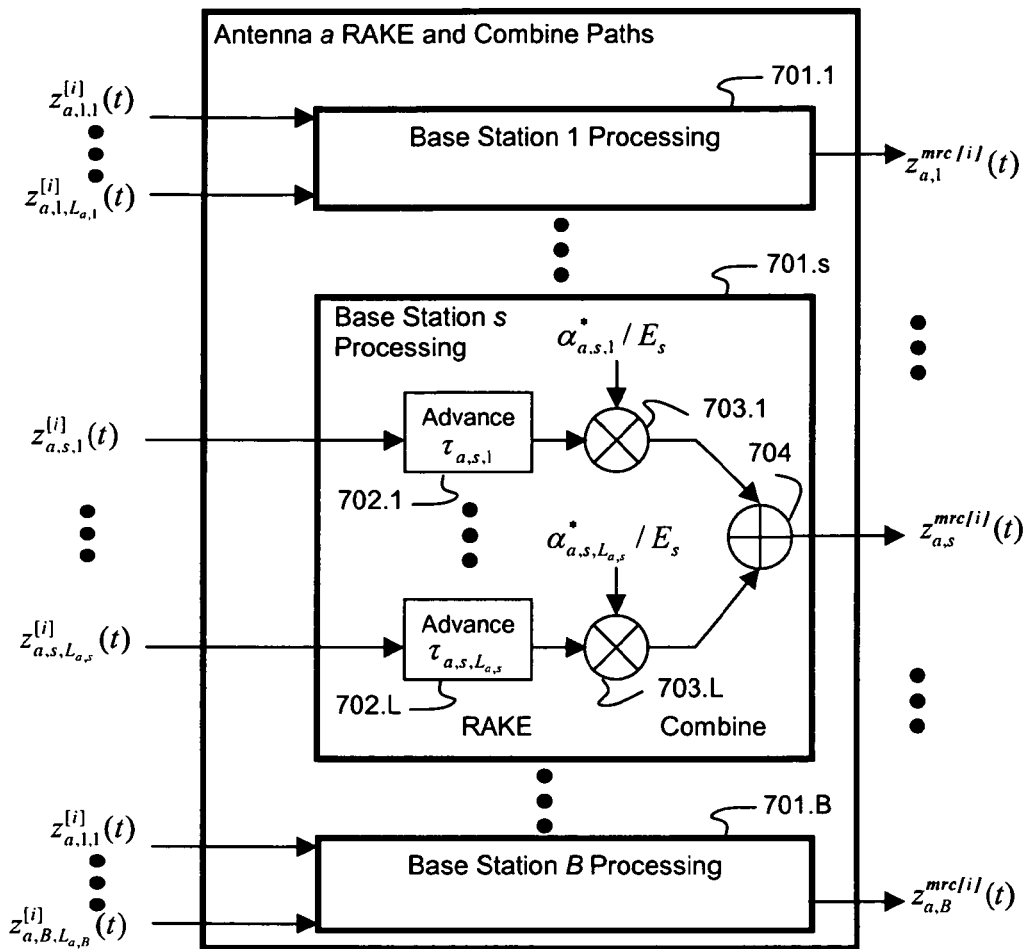 Antenna a RAKE and Combine Paths
701.1
z_{a,1,1}^{[i]}(t)
Base Station 1 Processing
z_{a,1}^{mrc[i]}(t)
z_{a,1,L_{a,1}}^{[i]}(t)
701.s
Base Station s
Processing
α_{a,s,1}^{*} / E_s
703.1
z_{a,s,1}^{[i]}(t)
Advance
τ_{a,s,1}
704
702.1
α_{a,s,L_{a,s}}^{*} / E_s
z_{a,s}^{mrc[i]}(t)
z_{a,s,L_{a,s}}^{[i]}(t)
Advance
τ_{a,s,L_{a,s}}
702.L
703.L
RAKE
Combine
701.B
z_{a,1,1}^{[i]}(t)
Base Station B Processing
z_{a,B,L_{a,B}}^{[i]}(t)
z_{a,B}^{mrc[i]}(t)